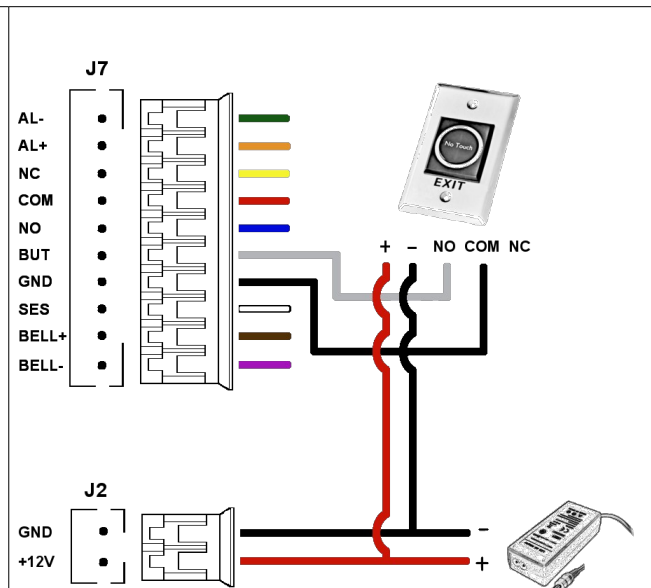 J7
AL-
AL+
NC
COM
NO
BUT
GND
SES
BELL+
BELL-
No Touch
EXIT
+ − NO COM NC
J2
GND
+12V
-
+